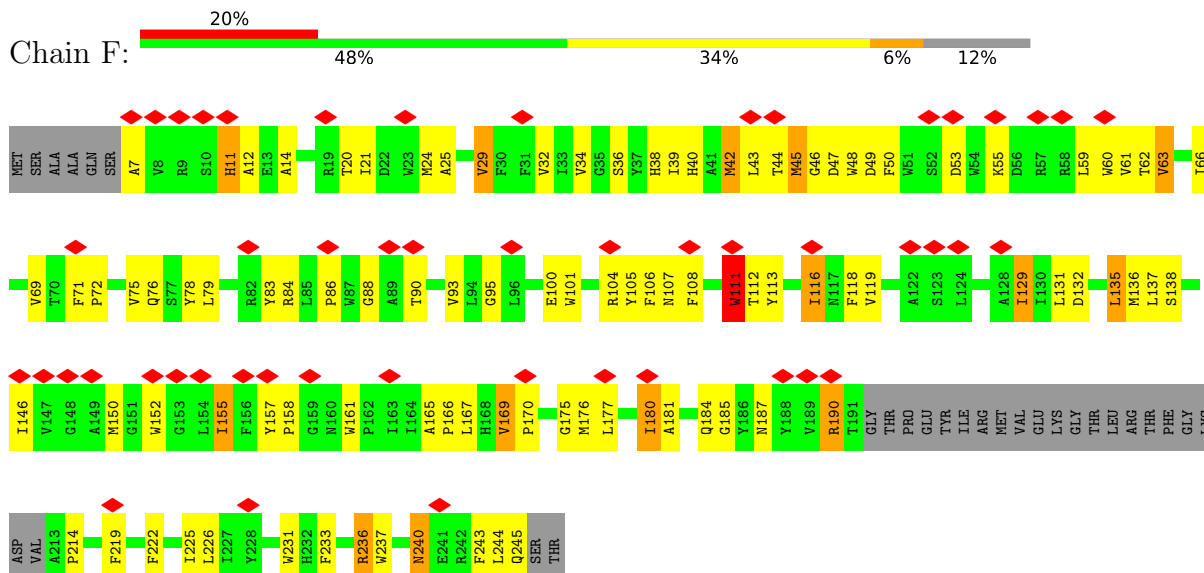 20%
Chain F:
48% 34% 6% 12%
MET SER ALA ALA GLN SER A7 V8 R9 S10 H11 A12 E13 A14 R19 T20 I21 D22 W23 M24 A25 V29 F30 F31 V32 I33 V34 G35 S36 Y37 H38 I39 H40 A41 M42 L43 T44 M45 G46 D47 W48 D49 F50 W51 S52 D53 W54 K55 D56 R57 R58 L59 W60 V61 T62 V63 I66
V69 T70 F71 P72 V75 Q76 S77 Y78 L79 R82 Y83 R84 L85 P86 W87 G88 A89 T90 V93 L94 G95 L96 E100 W101 R104 Y105 F106 N107 F108 W111 T112 Y113 I116 N117 F118 V119 A122 S123 L124 A128 I129 I130 L131 D132 L135 M136 L137 S138
I146 V147 G148 A149 M150 G151 W152 G153 L154 I155 F156 Y157 P158 G159 N160 W161 P162 I163 I164 A165 P166 L167 H168 V169 P170 G175 M176 L177 I180 A181 Q184 G185 Y186 N187 Y188 V189 R190 T191 GLY THR PRO GLU TYR ILE ARG MET VAL GLU LYS GLY THR LEU ARG THR PHE GLY
ASP VAL A213 P214 F219 F222 I225 L226 I227 Y228 W231 H232 F233 R236 W237 N240 E241 R242 F243 L244 Q245 SER THR